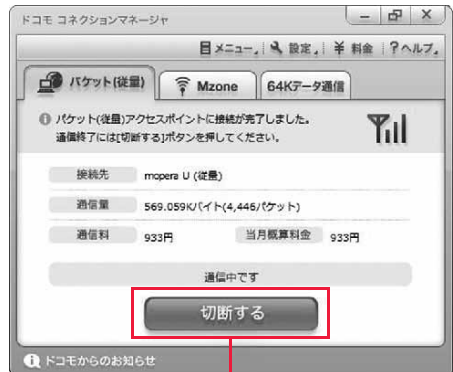 ドコモ コネクションマネージャ
メニュー 設定 ¥ 料金 ?ヘルプ
パケット(従量) Mzone 64Kデータ通信
パケット(従量)アクセスポイントに接続が完了しました。
通信終了には[切断する]ボタンを押してください。
接続先 mopera U (従量)
通信量 569.059Kバイト(4,446パケット)
通信料 933円 当月概算料金 933円
通信中です
切断する
ドコモからのお知らせ